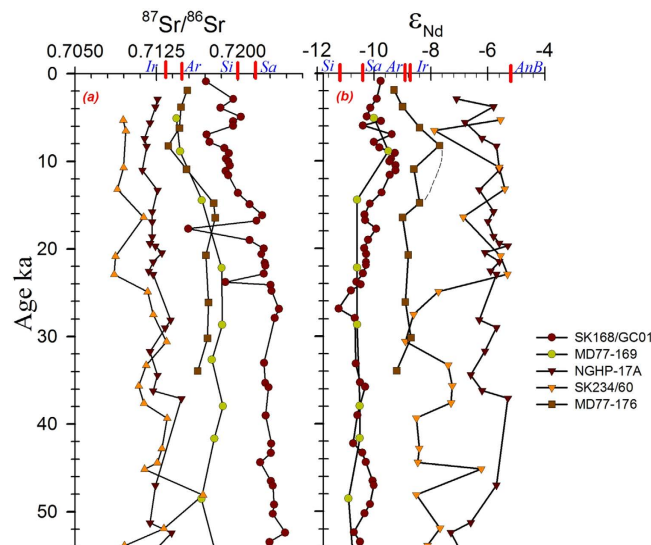 ⁸⁷Sr/⁸⁶Sr
εNd
0.7050 0.7125 0.7200
-12 -10 -8 -6 -4
Ir Ar Si Sa
Si Sa Ar Ir AnB
(a)
(b)
0
10
20
30
40
50
Age ka
SK168/GC01
MD77-169
NGHP-17A
SK234/60
MD77-176